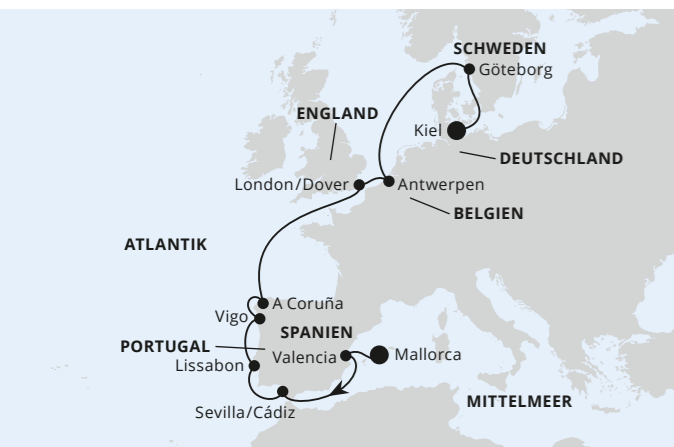 SCHWEDEN
Göteborg
ENGLAND
Kiel
DEUTSCHLAND
London/Dover
Antwerpen
BELGIEN
ATLANTIK
A Coruña
Vigo
SPANIEN
PORTUGAL
Valencia
Mallorca
Lissabon
MITTELMEER
Sevilla/Cádiz